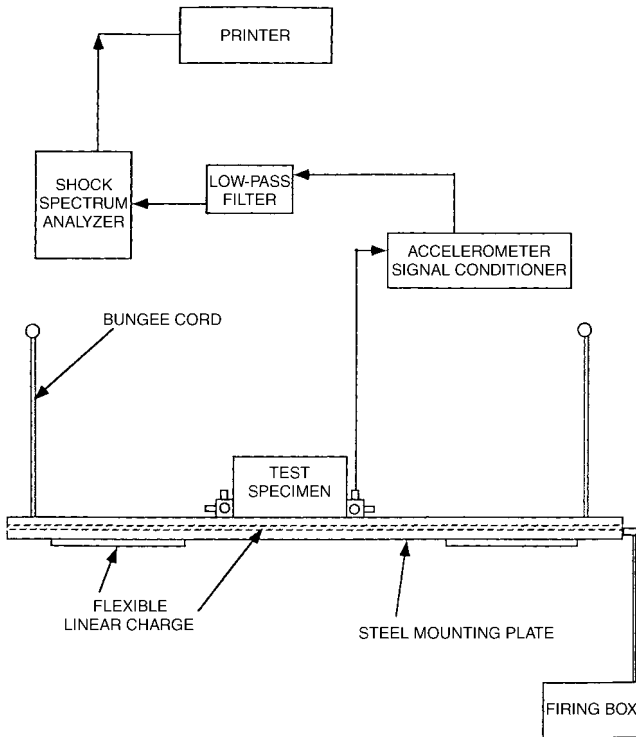 PRINTER
SHOCK
SPECTRUM
ANALYZER
LOW-PASS
FILTER
ACCELEROMETER
SIGNAL CONDITIONER
BUNGEE CORD
TEST
SPECIMEN
FLEXIBLE
LINEAR CHARGE
STEEL MOUNTING PLATE
FIRING BOX